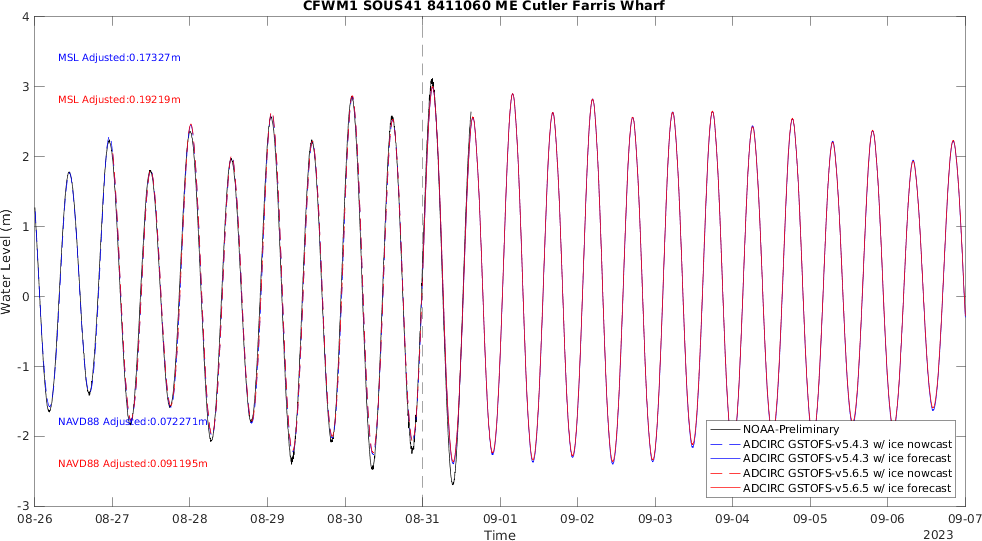 CFWM1 SOUS41 8411060 ME Cutler Farris Wharf
4
3
2
1
0
-1
-2
-3
Water Level (m)
MSL Adjusted:0.17327m
MSL Adjusted:0.19219m
NAVD88 Adjusted:0.072271m
NAVD88 Adjusted:0.091195m
NOAA-Preliminary
ADCIRC GSTOFS-v5.4.3 w/ ice nowcast
ADCIRC GSTOFS-v5.4.3 w/ ice forecast
ADCIRC GSTOFS-v5.6.5 w/ ice nowcast
ADCIRC GSTOFS-v5.6.5 w/ ice forecast
08-26 08-27 08-28 08-29 08-30 08-31 09-01 09-02 09-03 09-04 09-05 09-06 09-07
Time
2023